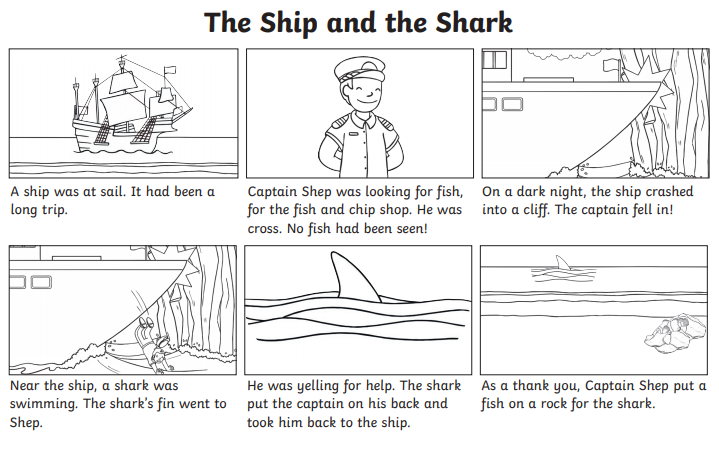 The Ship and the Shark
A ship was at sail. It had been a
long trip.
Captain Shep was looking for fish,
for the fish and chip shop. He was
cross. No fish had been seen!
On a dark night, the ship crashed
into a cliff. The captain fell in!
Near the ship, a shark was
swimming. The shark's fin went to
Shep.
He was yelling for help. The shark
put the captain on his back and
took him back to the ship.
As a thank you, Captain Shep put a
fish on a rock for the shark.